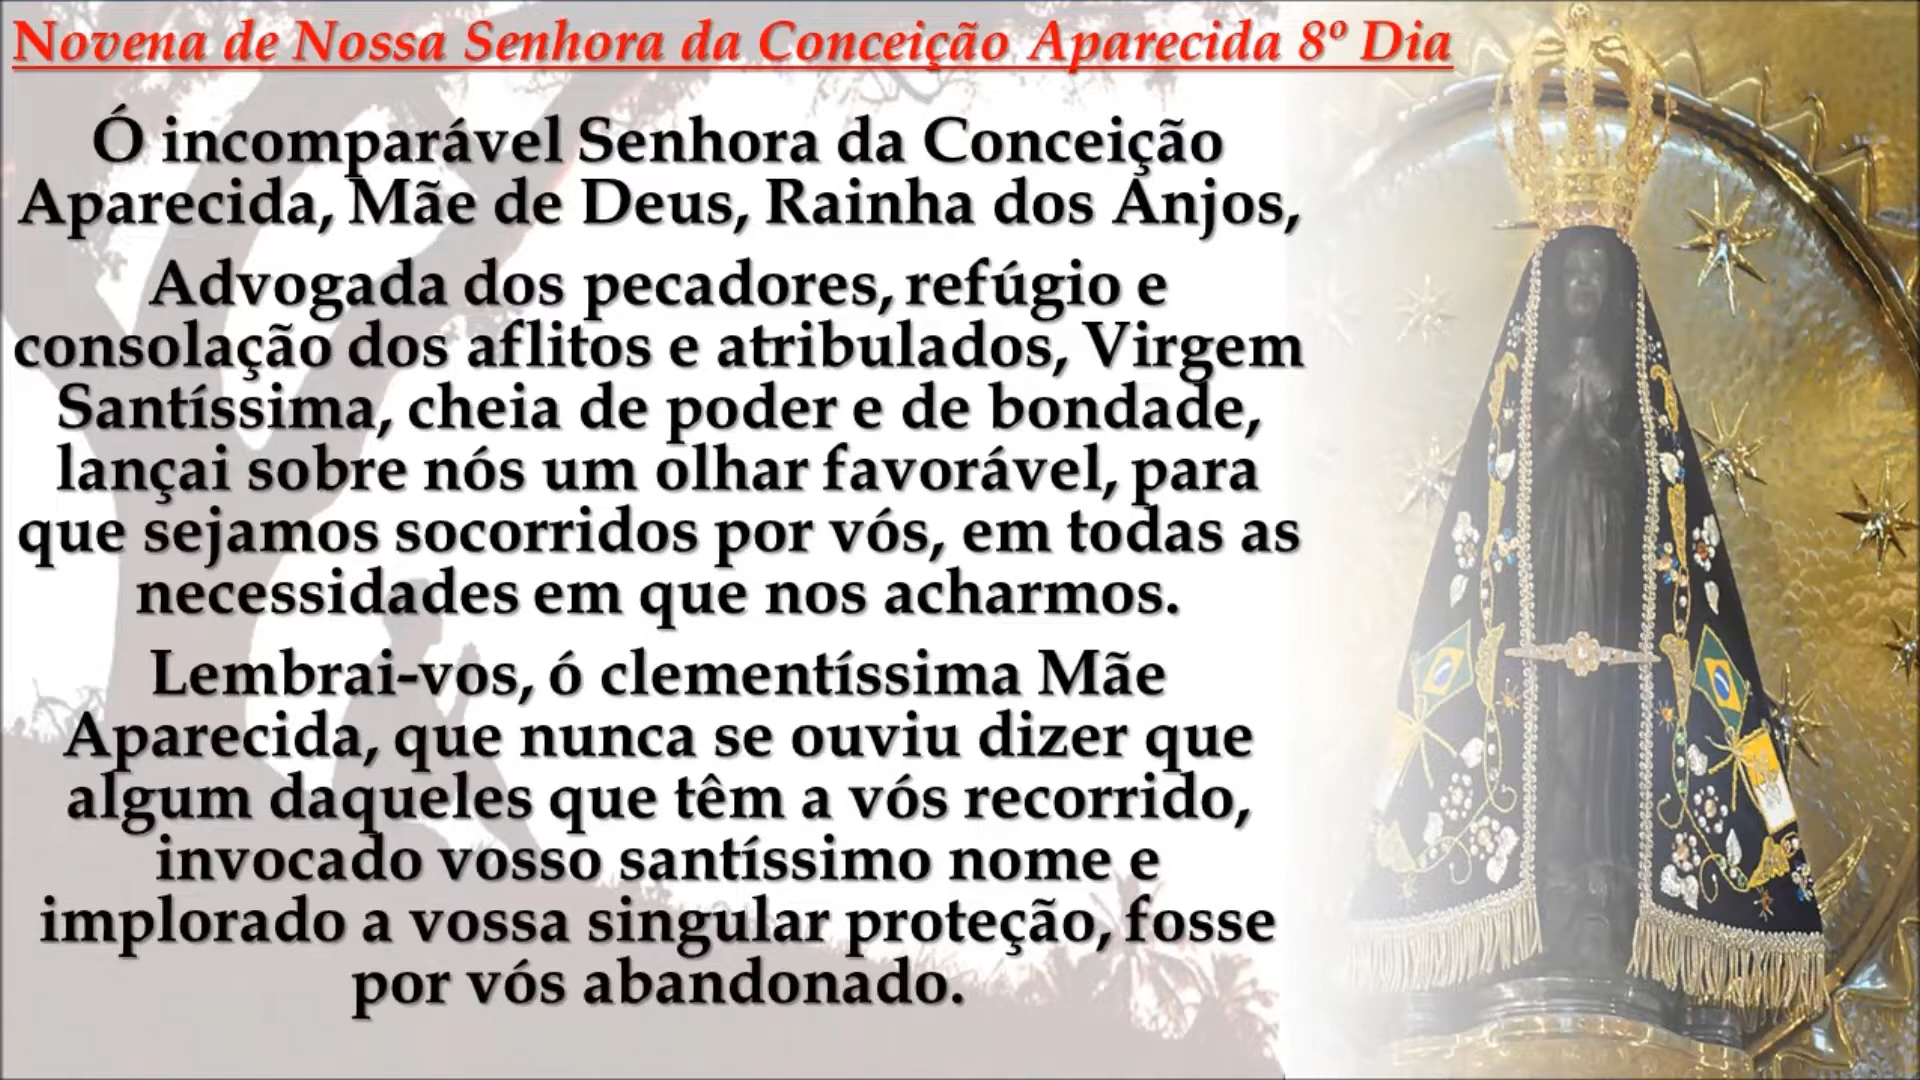 Novena de Nossa Senhora da Conceição Aparecida 8º Dia
Ó incomparável Senhora da Conceição
Aparecida, Mãe de Deus, Rainha dos Anjos,
Advogada dos pecadores, refúgio e
consolação dos aflitos e atribulados, Virgem
Santíssima, cheia de poder e de bondade,
lançai sobre nós um olhar favorável, para
que sejamos socorridos por vós, em todas as
necessidades em que nos acharmos.
Lembrai-vos, ó clementíssima Mãe
Aparecida, que nunca se ouviu dizer que
algum daqueles que têm a vós recorrido,
invocado vosso santíssimo nome e
implorado a vossa singular proteção, fosse
por vós abandonado.